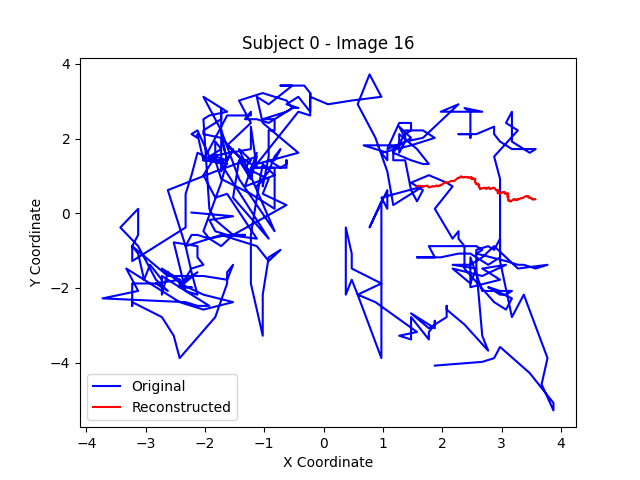 Subject 0 - Image 16
4
2
0
−2
−4
Y Coordinate
Original
Reconstructed
−4 −3 −2 −1 0 1 2 3 4
X Coordinate